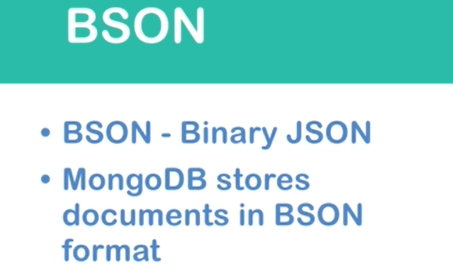 BSON
• BSON - Binary JSON
• MongoDB stores
documents in BSON
format